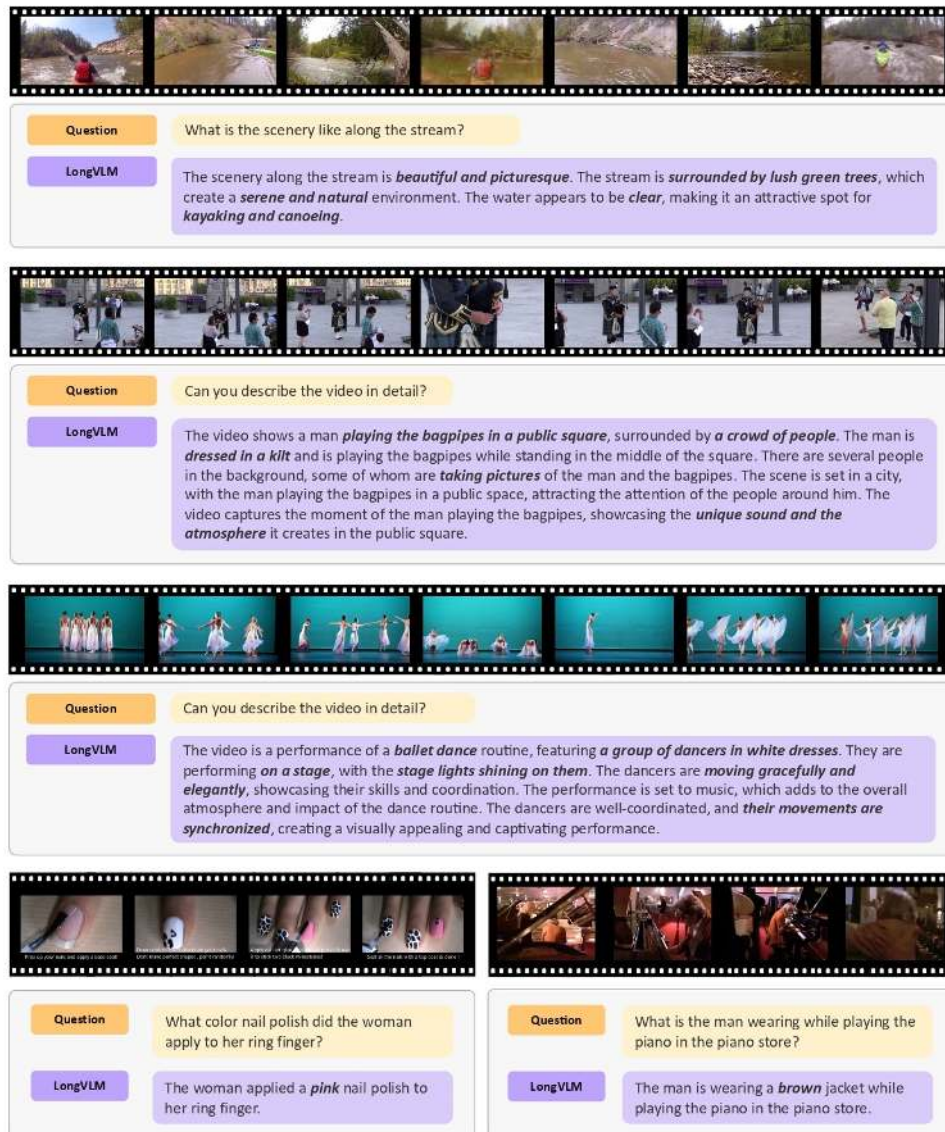 Question
What is the scenery like along the stream?
LongVLM
The scenery along the stream is beautiful and picturesque. The stream is surrounded by lush green trees, which
create a serene and natural environment. The water appears to be clear, making it an attractive spot for
kayaking and canoeing.
Question
Can you describe the video in detail?
LongVLM
The video shows a man playing the bagpipes in a public square, surrounded by a crowd of people. The man is
dressed in a kilt and is playing the bagpipes while standing in the middle of the square. There are several people
in the background, some of whom are taking pictures of the man and the bagpipes. The scene is set in a city,
with the man playing the bagpipes in a public space, attracting the attention of the people around him. The
video captures the moment of the man playing the bagpipes, showcasing the unique sound and the
atmosphere it creates in the public square.
Question
Can you describe the video in detail?
LongVLM
The video is a performance of a ballet dance routine, featuring a group of dancers in white dresses. They are
performing on a stage, with the stage lights shining on them. The dancers are moving gracefully and
elegantly, showcasing their skills and coordination. The performance is set to music, which adds to the overall
atmosphere and impact of the dance routine. The dancers are well-coordinated, and their movements are
synchronized, creating a visually appealing and captivating performance.
Question
What color nail polish did the woman
apply to her ring finger?
LongVLM
The woman applied a pink nail polish to
her ring finger.
Question
What is the man wearing while playing the
piano in the piano store?
LongVLM
The man is wearing a brown jacket while
playing the piano in the piano store.